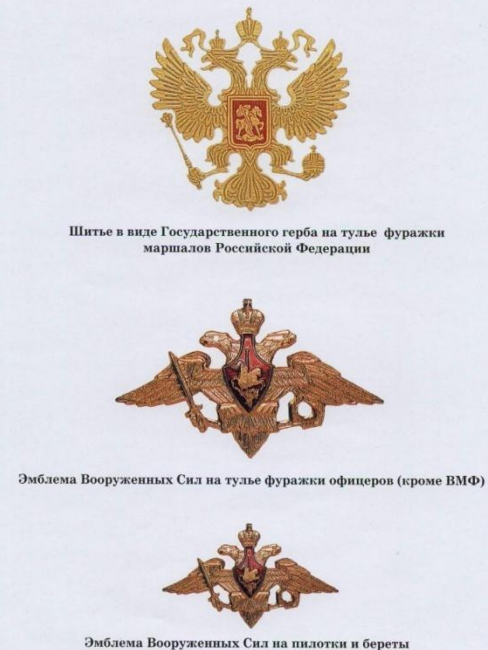 Шитье в виде Государственного герба на тулье фуражки
маршалов Российской Федерации
Эмблема Вооруженных Сил на тулье фуражки офицеров (кроме ВМФ)
Эмблема Вооруженных Сил на пилотки и береты